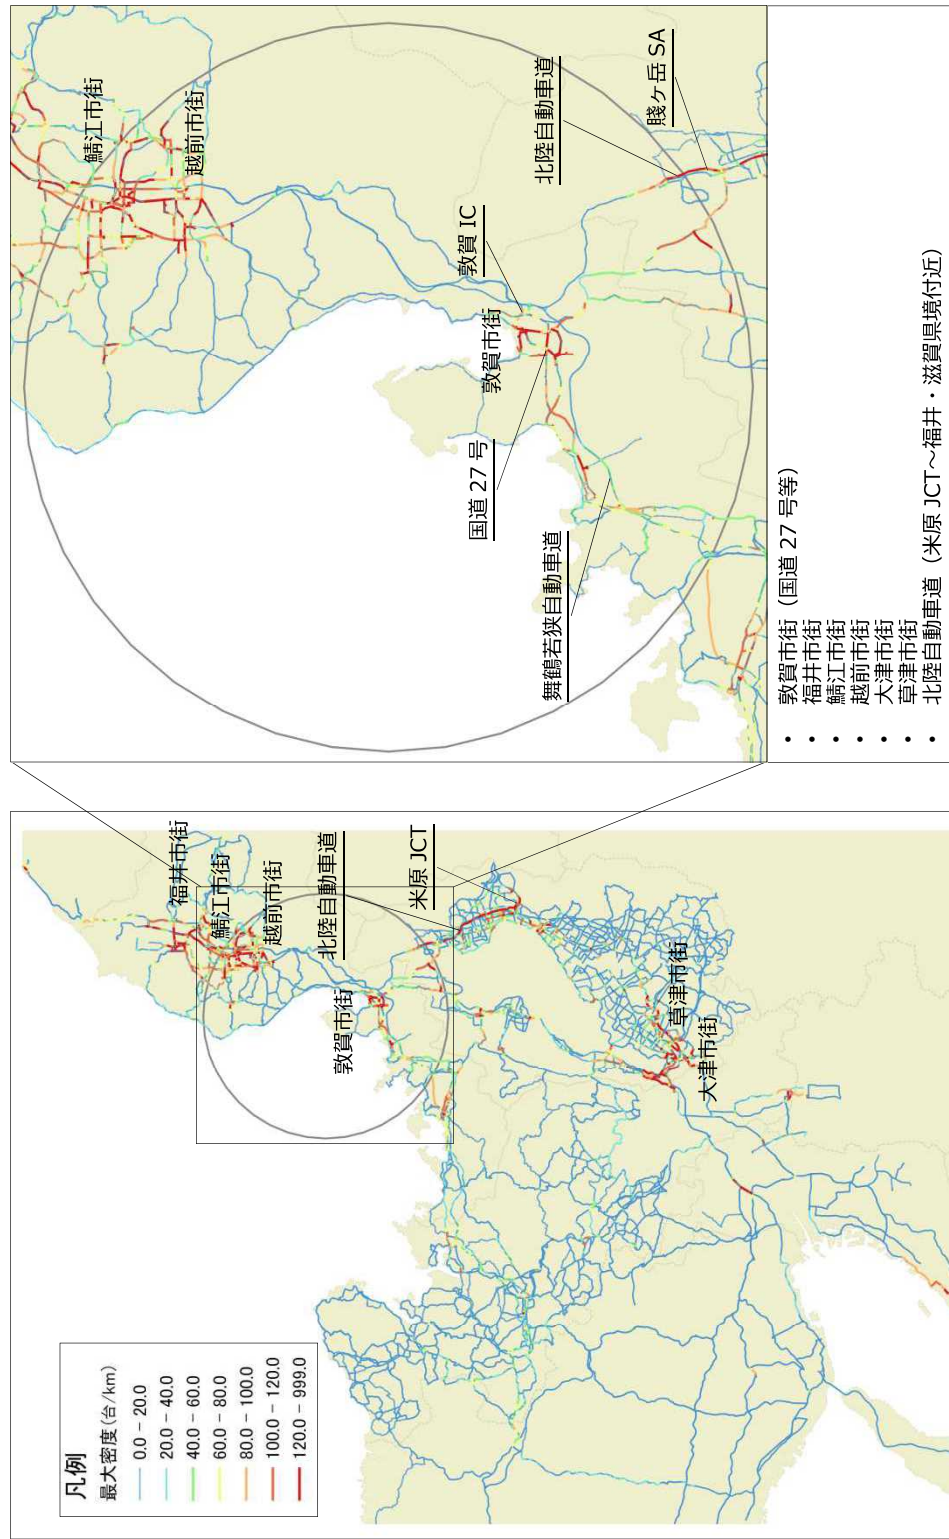 凡例
最大密度(台/km)
0.0 – 20.0
20.0 – 40.0
40.0 – 60.0
60.0 – 80.0
80.0 – 100.0
100.0 – 120.0
120.0 – 999.0
福井市街
鯖江市街
越前市街
北陸自動車道
敦賀市街
米原 JCT
草津市街
大津市街
鯖江市街
越前市街
敦賀 IC
敦賀市街
国道 27 号
舞鶴若狭自動車道
北陸自動車道
賤ヶ岳 SA
・ 敦賀市街（国道 27 号等）
・ 福井市街
・ 鯖江市街
・ 越前市街
・ 大津市街
・ 草津市街
・ 北陸自動車道（米原 JCT～福井・滋賀県境付近）